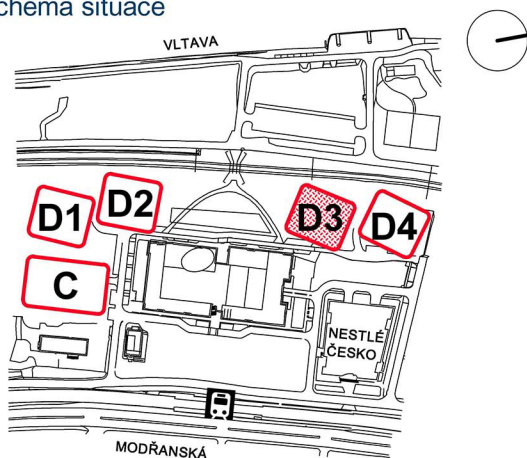 chema situace
VLTAVA
D1
D2
D3
D4
C
NESTLÉ
ČESKO
MODŘANSKÁ